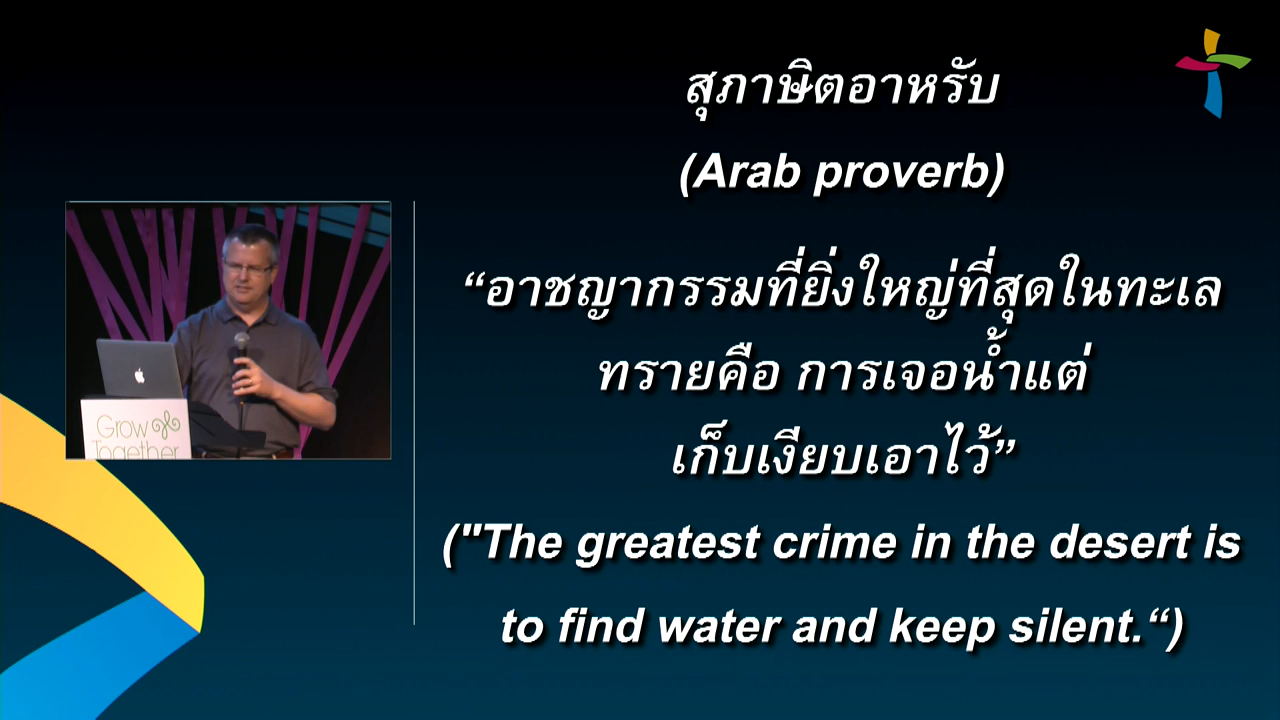 สุภาษิตอาหรับ
(Arab proverb)
“อาชญากรรมที่ยิ่งใหญ่ที่สุดในทะเล
ทรายคือ การเจอน้ำแต่
เก็บเงียบเอาไว้”
("The greatest crime in the desert is
to find water and keep silent.“)
Grow
Together